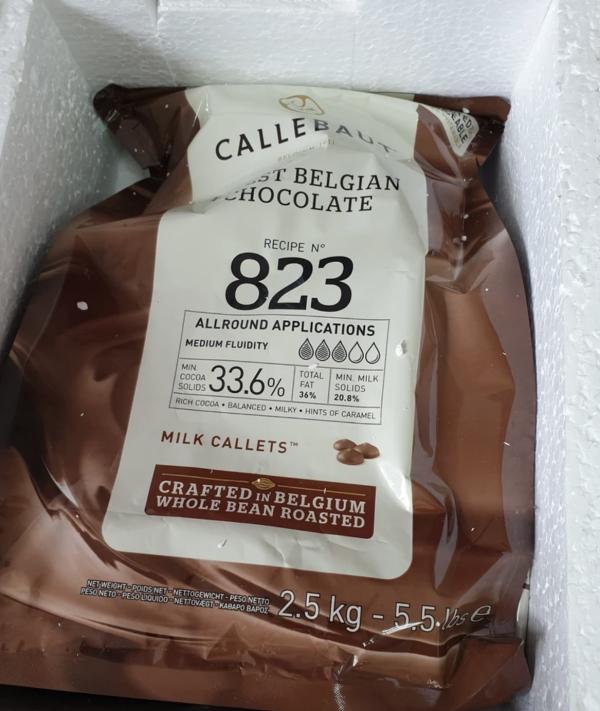 CALLEBAUT
BELGIAN
CHOCOLATE
RECIPE N°
823
ALLROUND APPLICATIONS
MEDIUM FLUIDITY
MIN. COCOA SOLIDS 33.6%
TOTAL FAT 36%
MIN. MILK SOLIDS 20.8%
RICH COCOA • BALANCED • MILKY • HINTS OF CARAMEL
MILK CALLETS™
CRAFTED IN BELGIUM
WHOLE BEAN ROASTED
NET WEIGHT - POIDS NET - NETTOGEWICHT - PESO NETTO
PESO NETO - PESO LÍQUIDO - NETTOVÆGT - ΚΑΘΑΡΟ ΒΑΡΟΣ
2.5 kg - 5.5 lbs e